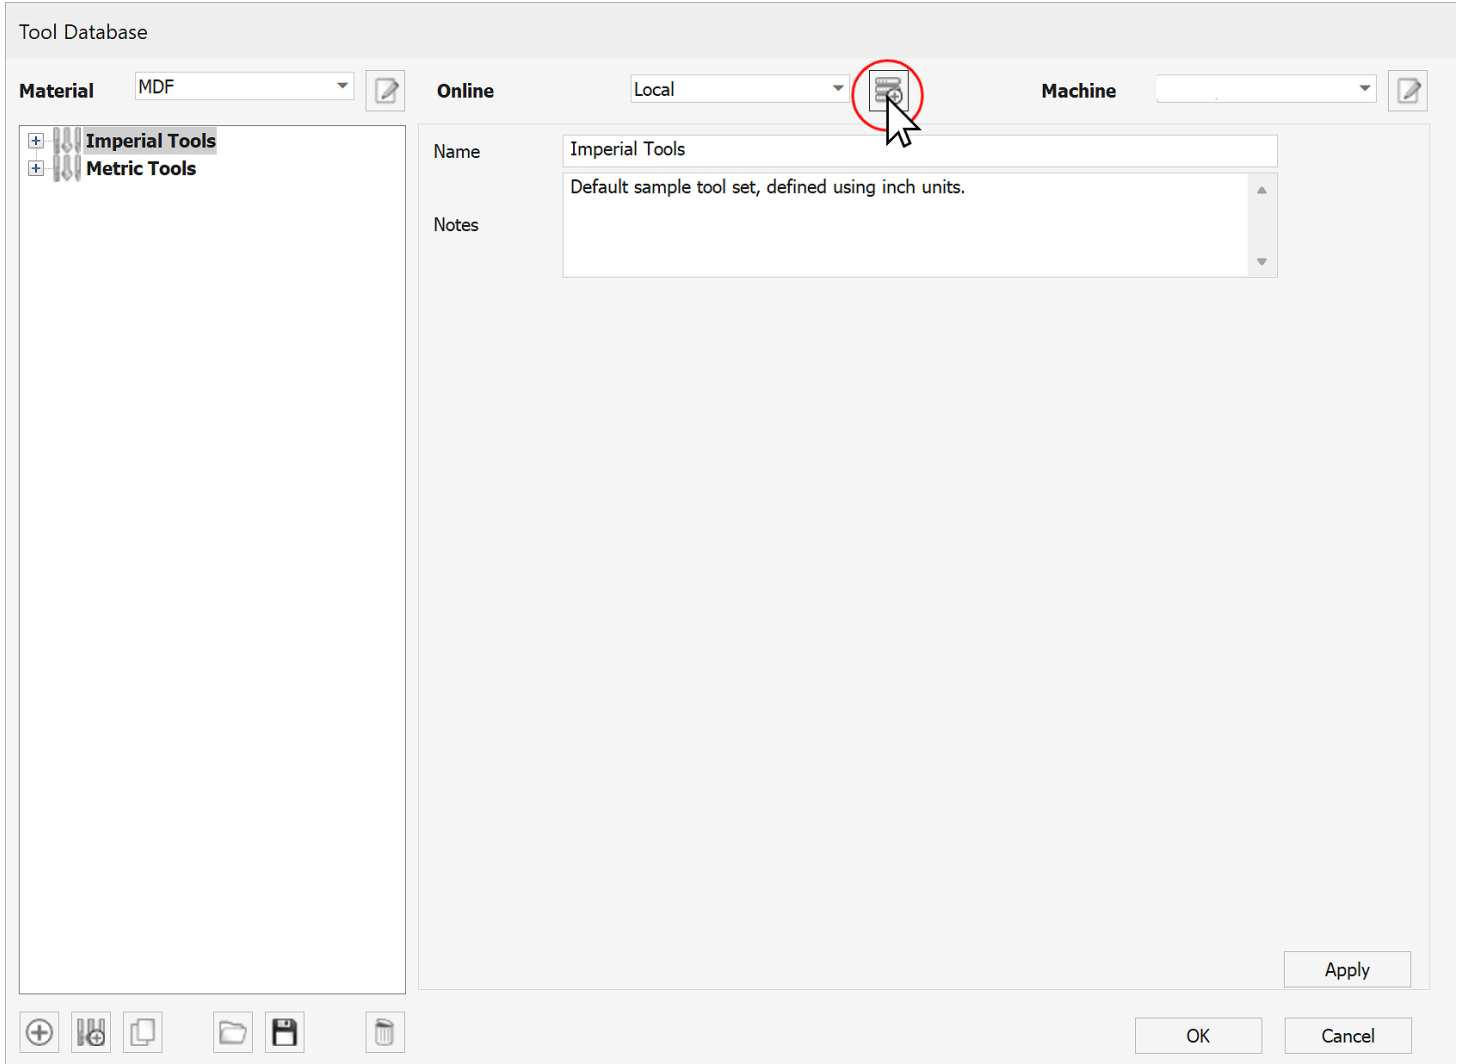 Tool Database
Material MDF Online Local Machine
Imperial Tools
Metric Tools
Name Imperial Tools
Default sample tool set, defined using inch units.
Notes
Apply
OK Cancel